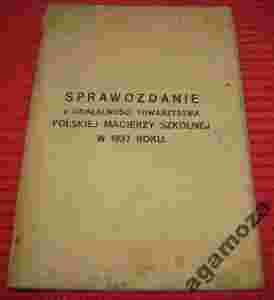 SPRAWOZDANIE
z DZIAŁALNOŚCI TOWARZYSTWA
POLSKIEJ MACIERZY SZKOLNEJ
W 1937 ROKU.
agamoza